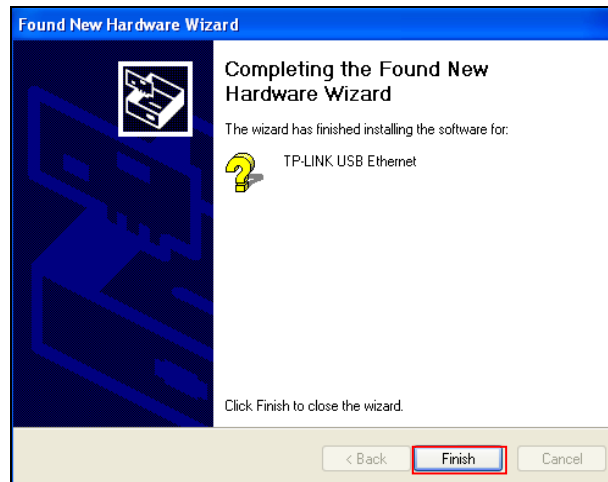 Found New Hardware Wizard
Completing the Found New
Hardware Wizard
The wizard has finished installing the software for:
TP-LINK USB Ethernet
Click Finish to close the wizard.
< Back Finish Cancel